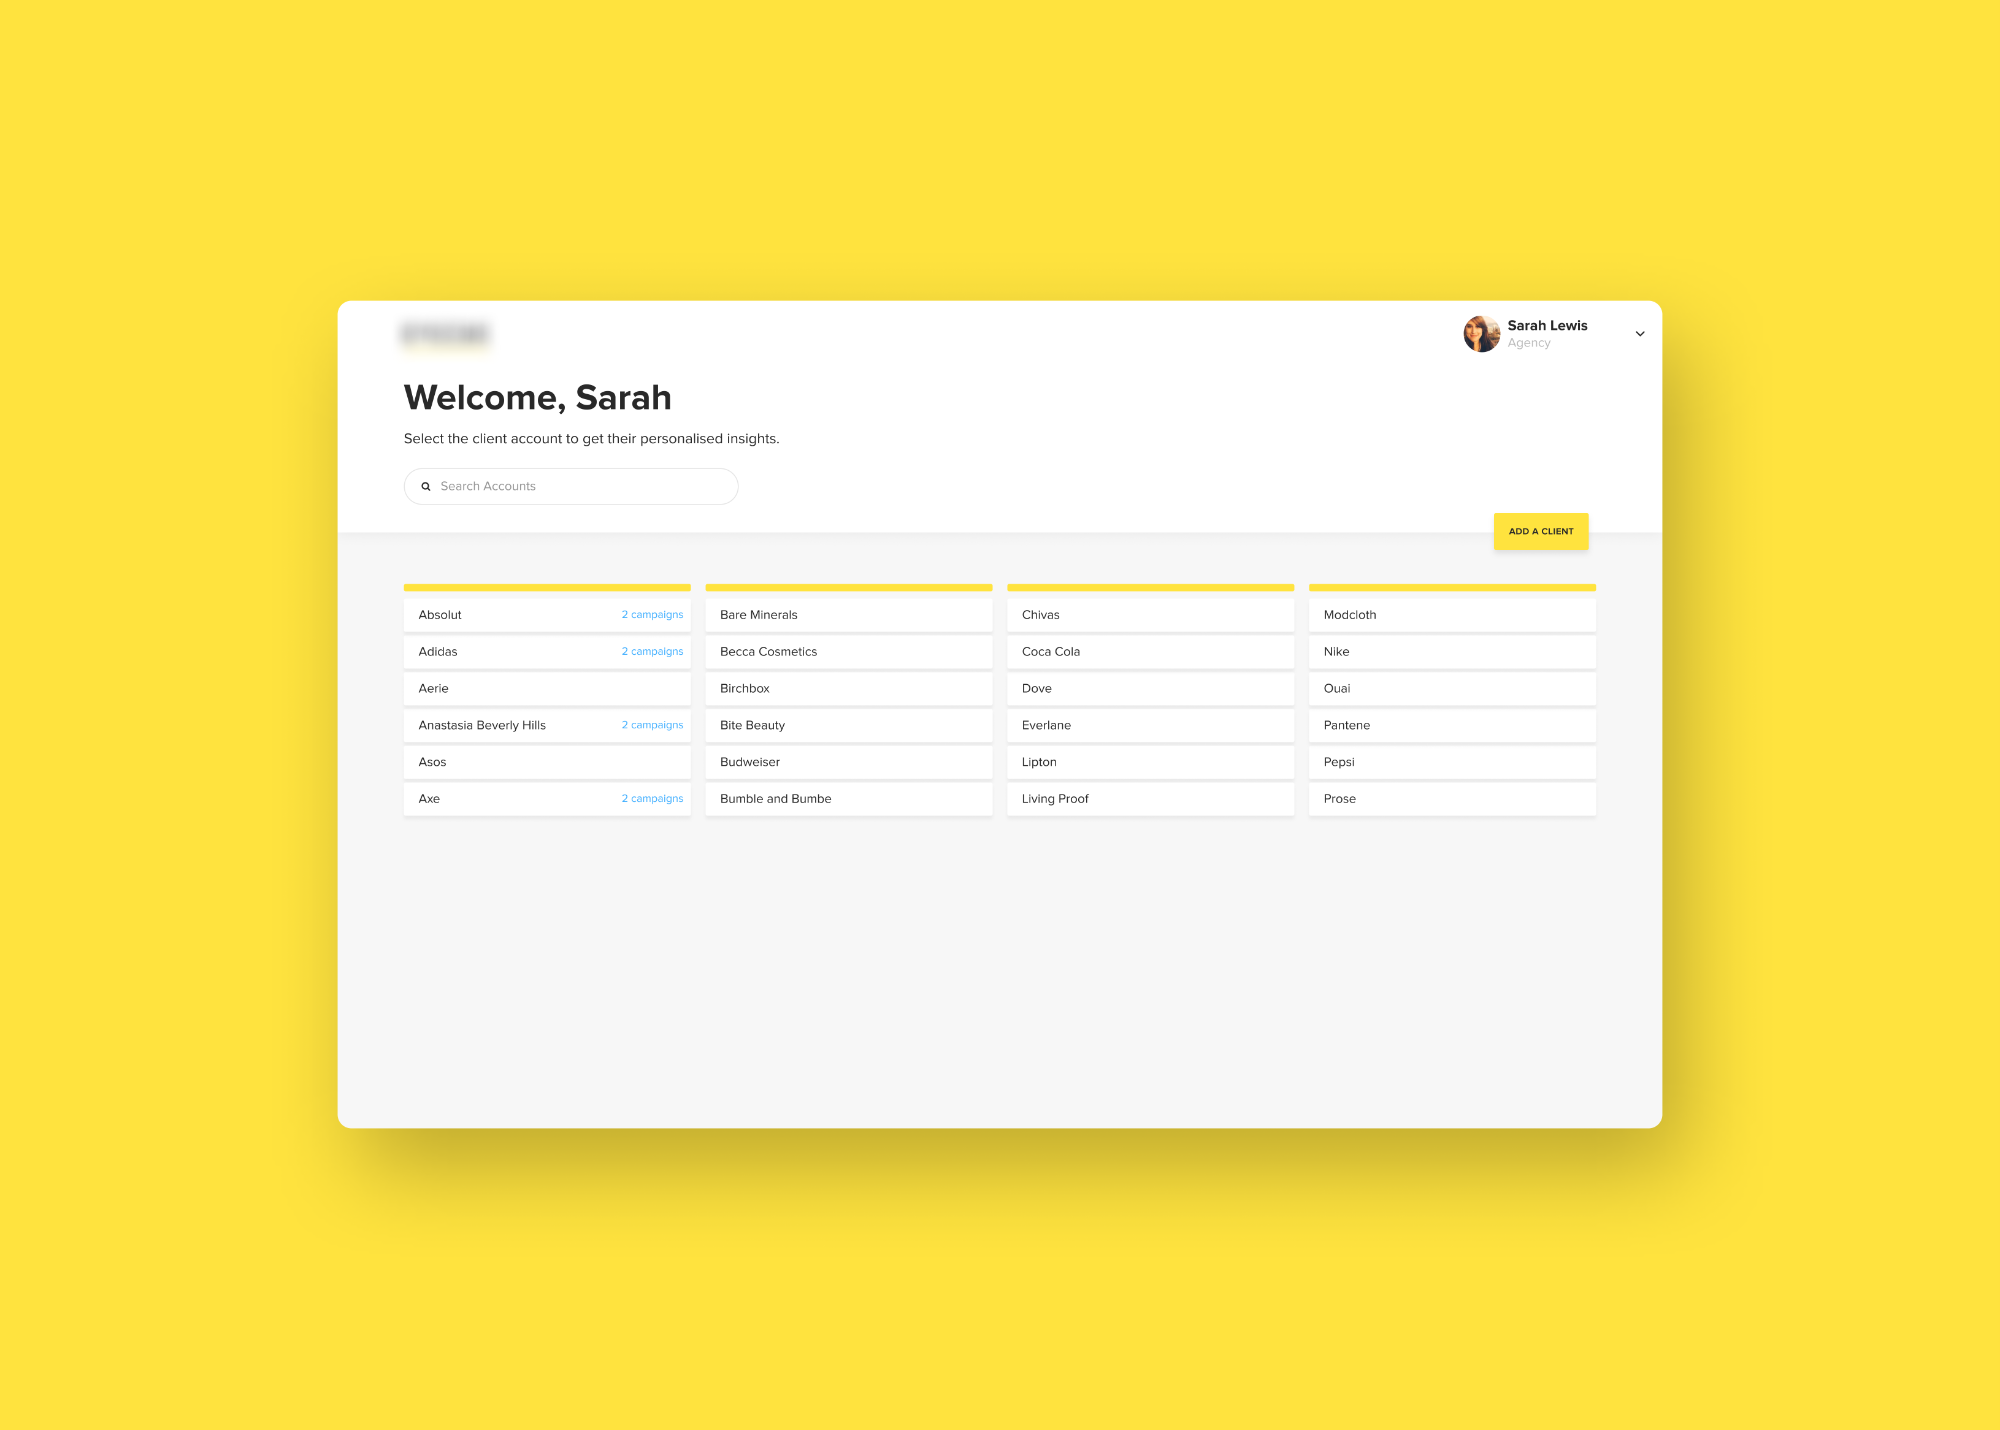 Sarah Lewis
Agency
Welcome, Sarah
Select the client account to get their personalised insights.
Search Accounts
ADD A CLIENT
Absolut 2 campaigns
Adidas 2 campaigns
Aerie
Anastasia Beverly Hills 2 campaigns
Asos
Axe 2 campaigns
Bare Minerals
Becca Cosmetics
Birchbox
Bite Beauty
Budweiser
Bumble and Bumbe
Chivas
Coca Cola
Dove
Everlane
Lipton
Living Proof
Modcloth
Nike
Ouai
Pantene
Pepsi
Prose